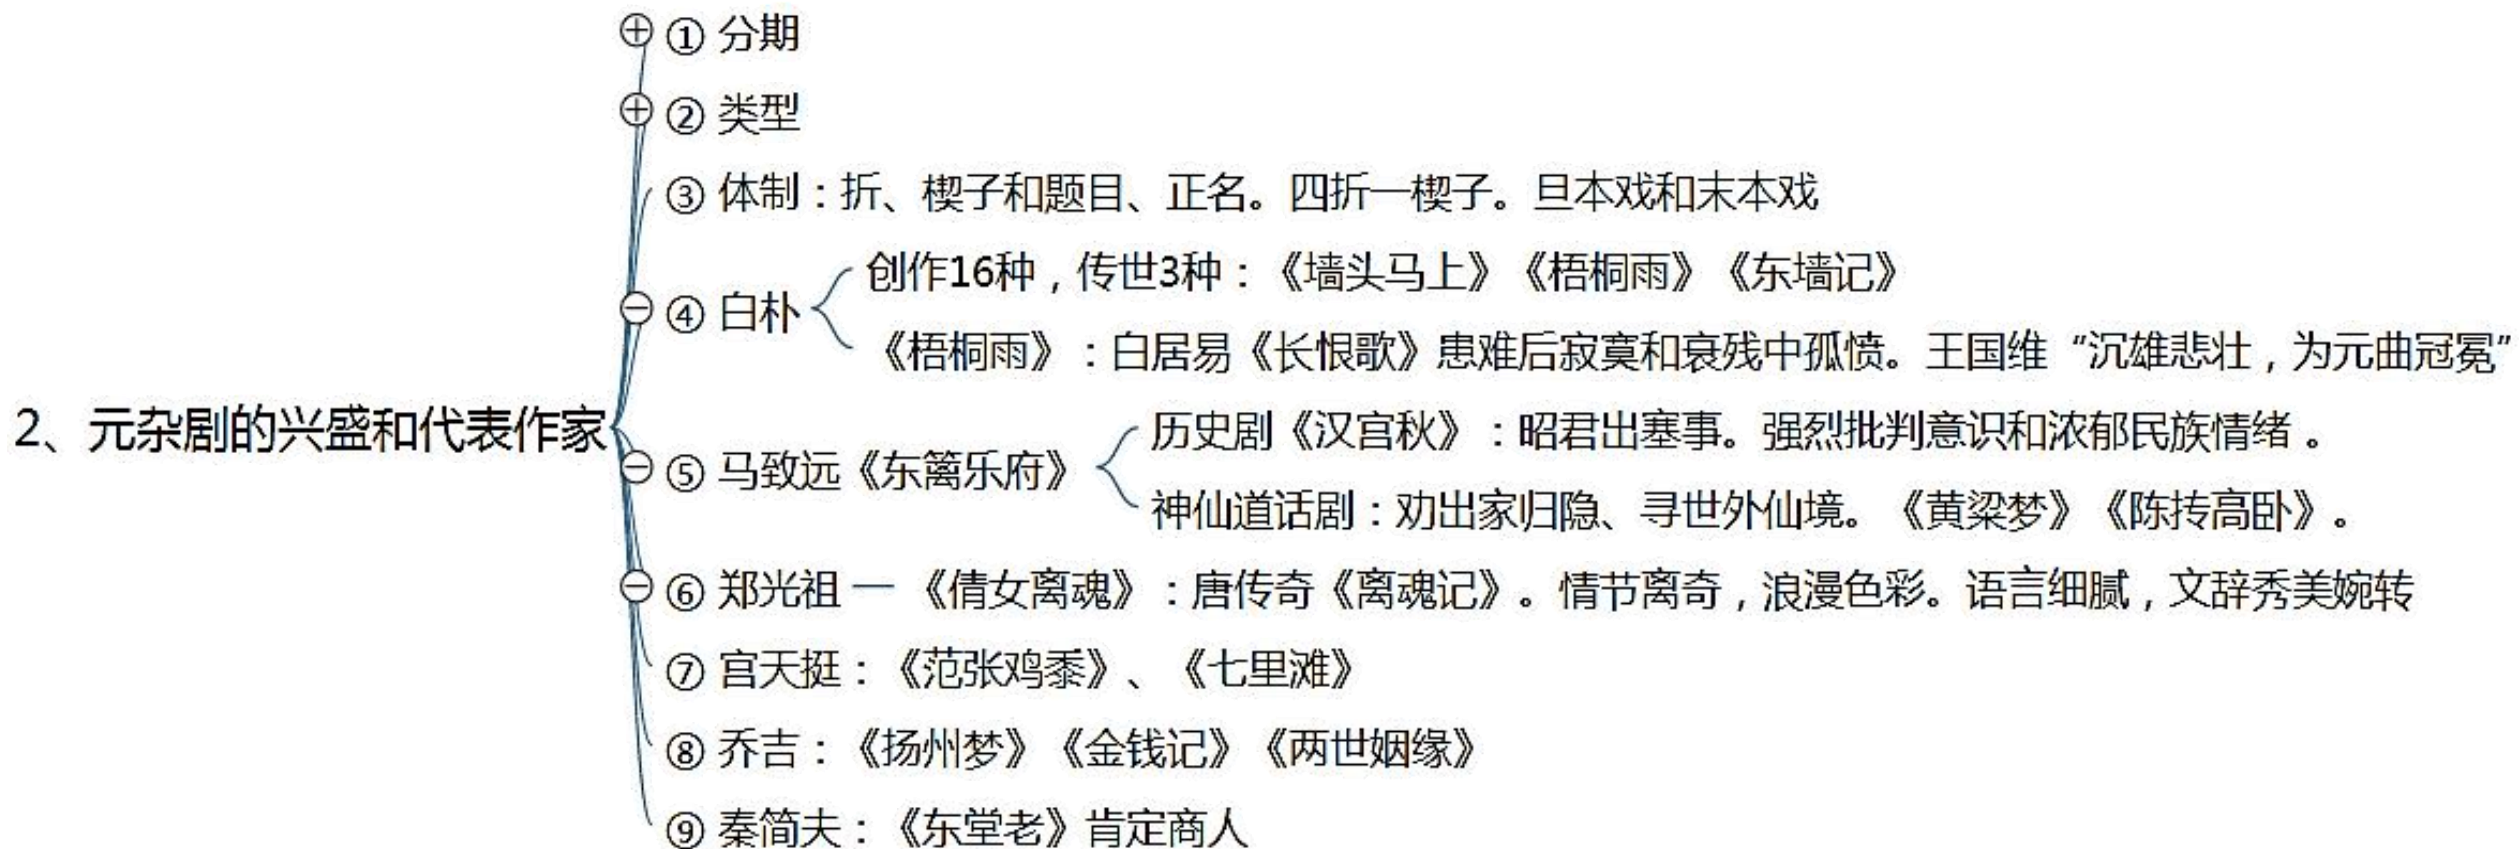 ① 分期
② 类型
③ 体制：折、楔子和题目、正名。四折一楔子。旦本戏和末本戏
④ 白朴
创作16种，传世3种：《墙头马上》《梧桐雨》《东墙记》
《梧桐雨》：白居易《长恨歌》患难后寂寞和衰残中孤愤。王国维“沉雄悲壮，为元曲冠冕”
2、元杂剧的兴盛和代表作家
⑤ 马致远《东篱乐府》
历史剧《汉宫秋》：昭君出塞事。强烈批判意识和浓郁民族情绪 。
神仙道话剧：劝出家归隐、寻世外仙境。《黄粱梦》《陈抟高卧》。
⑥ 郑光祖
《倩女离魂》：唐传奇《离魂记》。情节离奇，浪漫色彩。语言细腻，文辞秀美婉转
⑦ 宫天挺：《范张鸡黍》、《七里滩》
⑧ 乔吉：《扬州梦》《金钱记》《两世姻缘》
⑨ 秦简夫：《东堂老》肯定商人